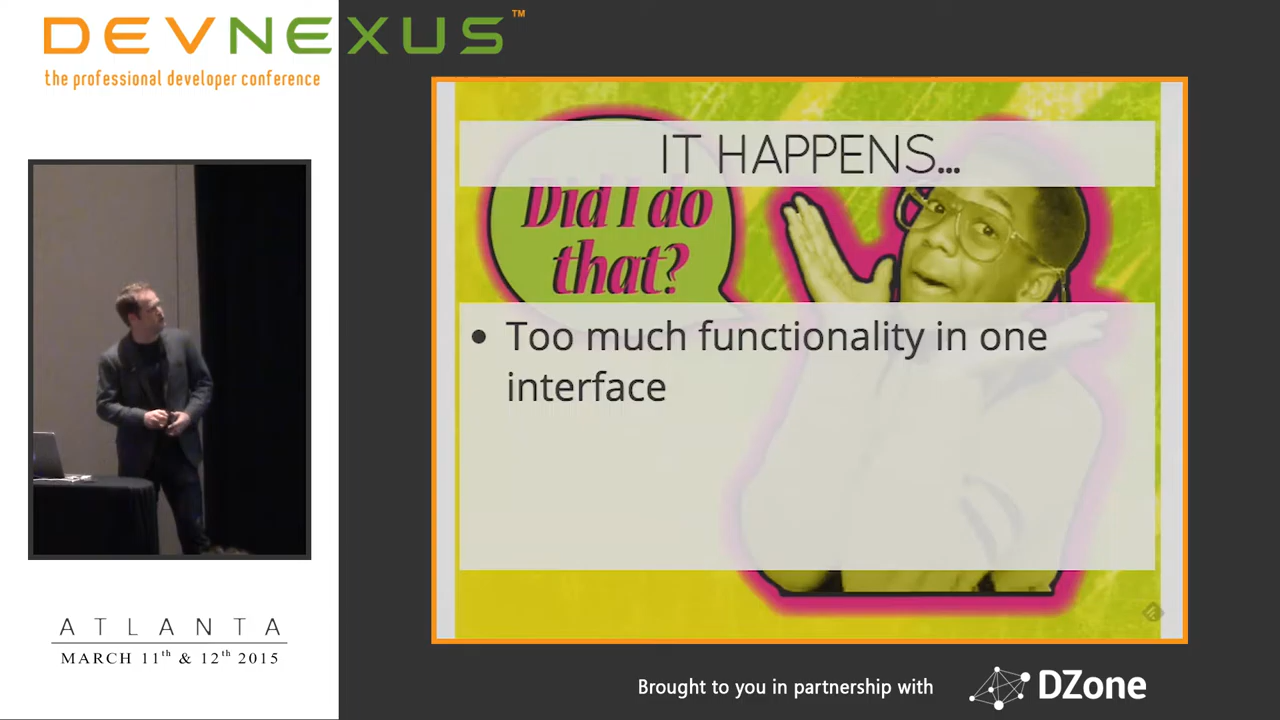 DEVNEXUS™
the professional developer conference
IT HAPPENS...
Did I do
that?
• Too much functionality in one
interface
ATLANTA
MARCH 11th & 12th 2015
Brought to you in partnership with
DZone